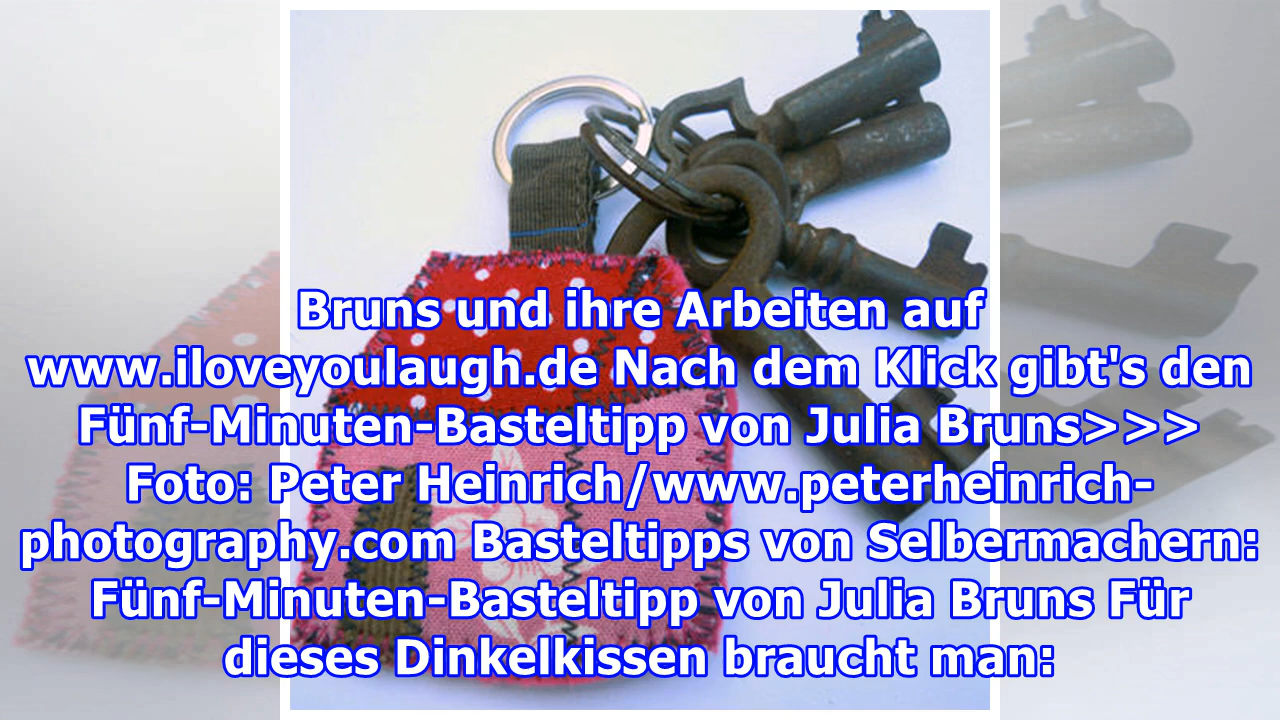 Bruns und ihre Arbeiten auf
www.iloveyoulaugh.de Nach dem Klick gibt's den
Fünf-Minuten-Basteltipp von Julia Bruns>>>
Foto: Peter Heinrich/www.peterheinrich-
photography.com Basteltipps von Selbermachern:
Fünf-Minuten-Basteltipp von Julia Bruns Für
dieses Dinkelkissen braucht man: